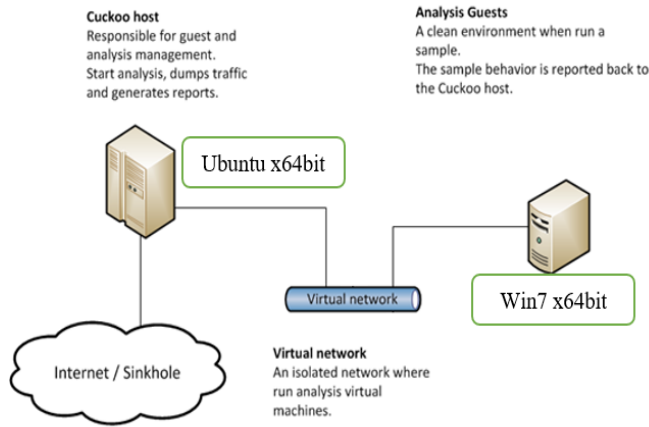 Cuckoo host
Responsible for guest and
analysis management.
Start analysis, dumps traffic
and generates reports.
Analysis Guests
A clean environment when run a
sample.
The sample behavior is reported back to
the Cuckoo host.
Ubuntu x64bit
Virtual network
Win7 x64bit
Internet / Sinkhole
Virtual network
An isolated network where
run analysis virtual
machines.